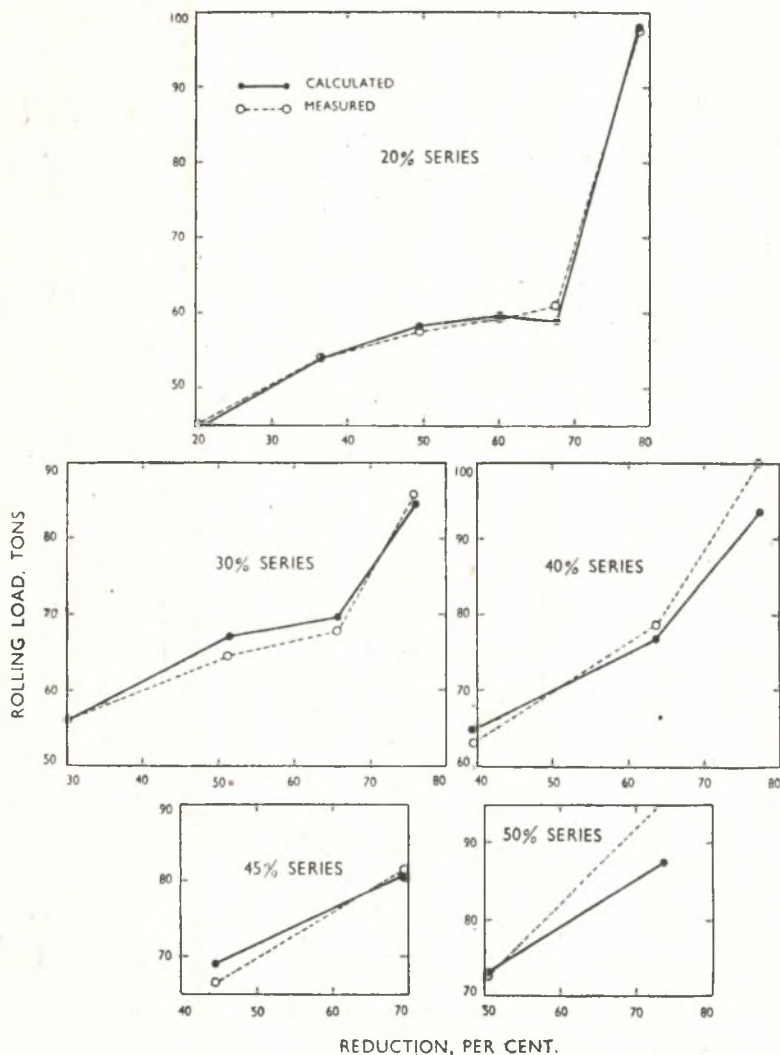 100
90
80
70
60
50
20 30 40 50 60 70 80
CALCULATED
MEASURED
20% SERIES
ROLLING LOAD. TONS
90
80
70
60
50
30 40 50 60 70 80
30% SERIES
100
90
80
70
60
40 50 60 70 80
40% SERIES
90
80
70
40 50 60 70
45% SERIES
90
80
70
50 60 70 80
50% SERIES
REDUCTION, PER CENT.